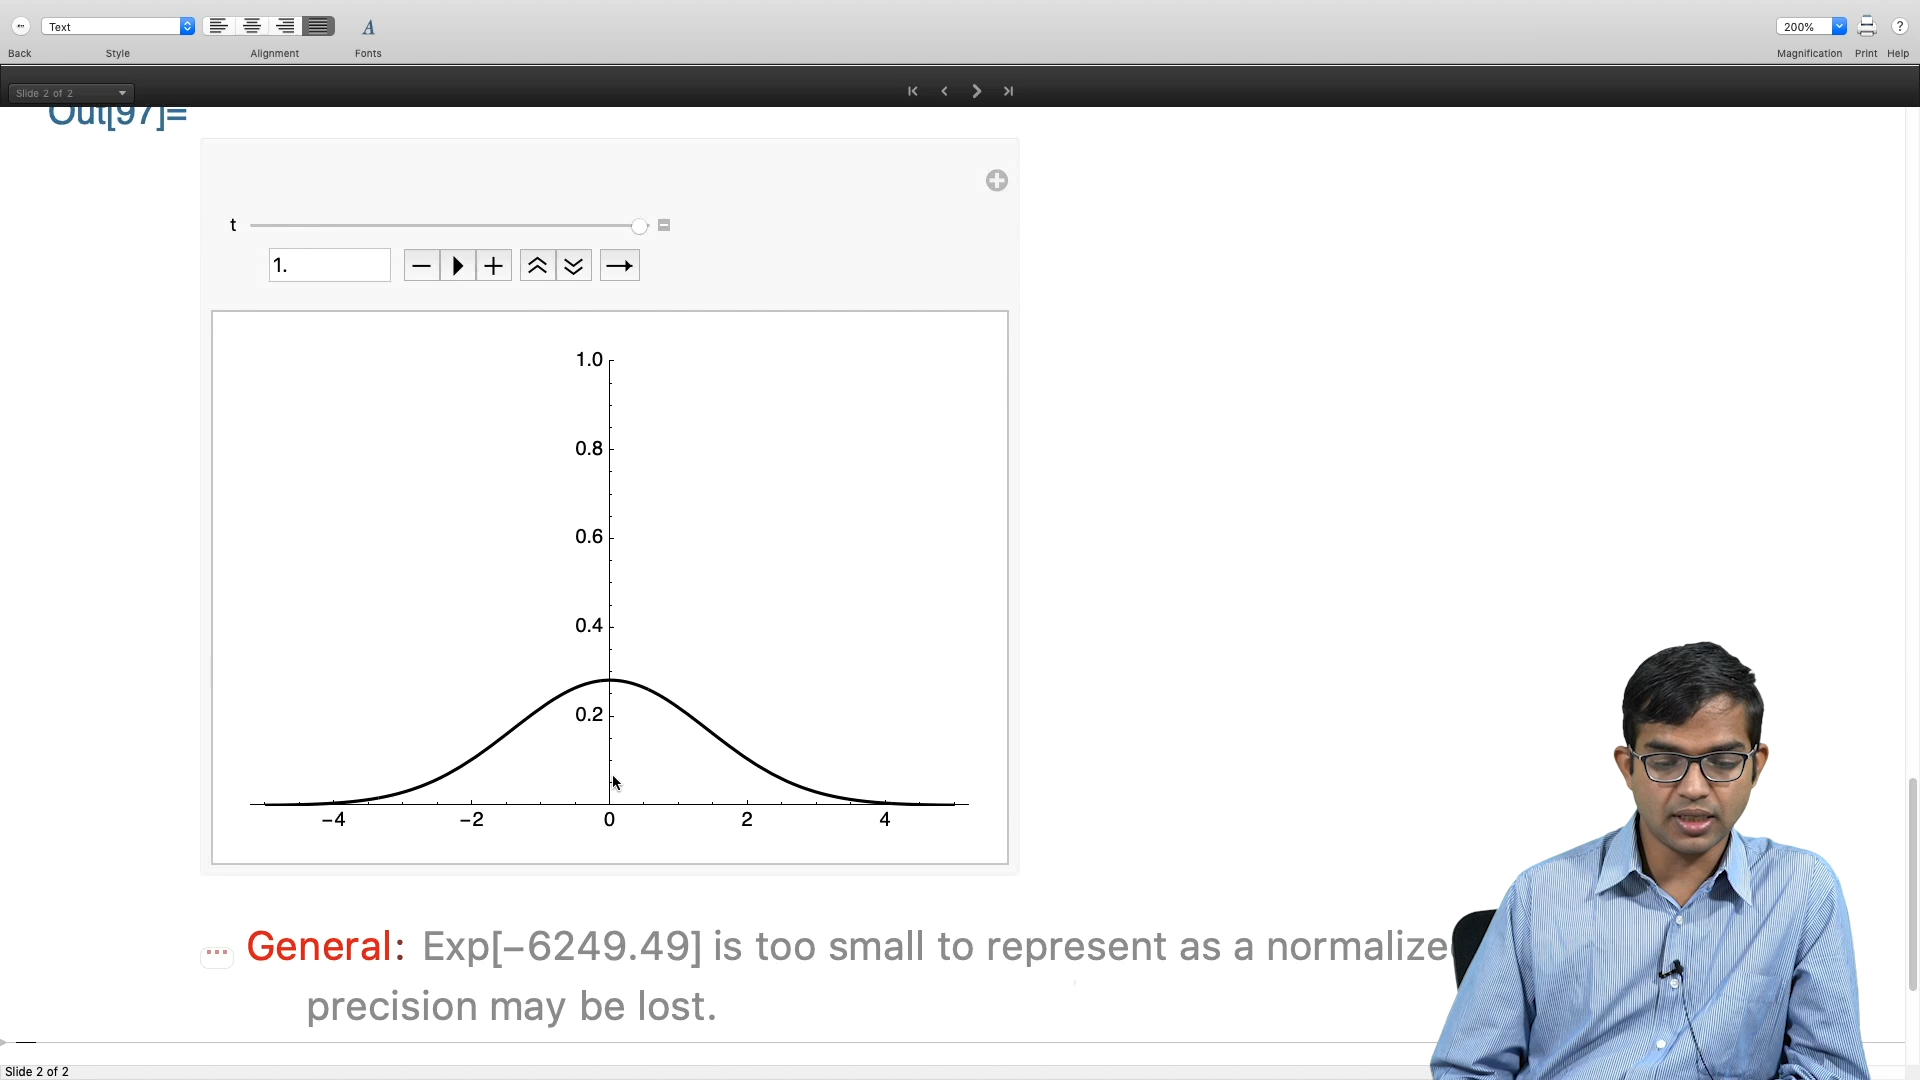 Text
200%
Back
Style
Alignment
Fonts
Magnification
Print
Help
Slide 2 of 2
Out[97]=
t
1.
1.0
0.8
0.6
0.4
0.2
−4
−2
0
2
4
General: Exp[−6249.49] is too small to represent as a normalize
precision may be lost.
Slide 2 of 2